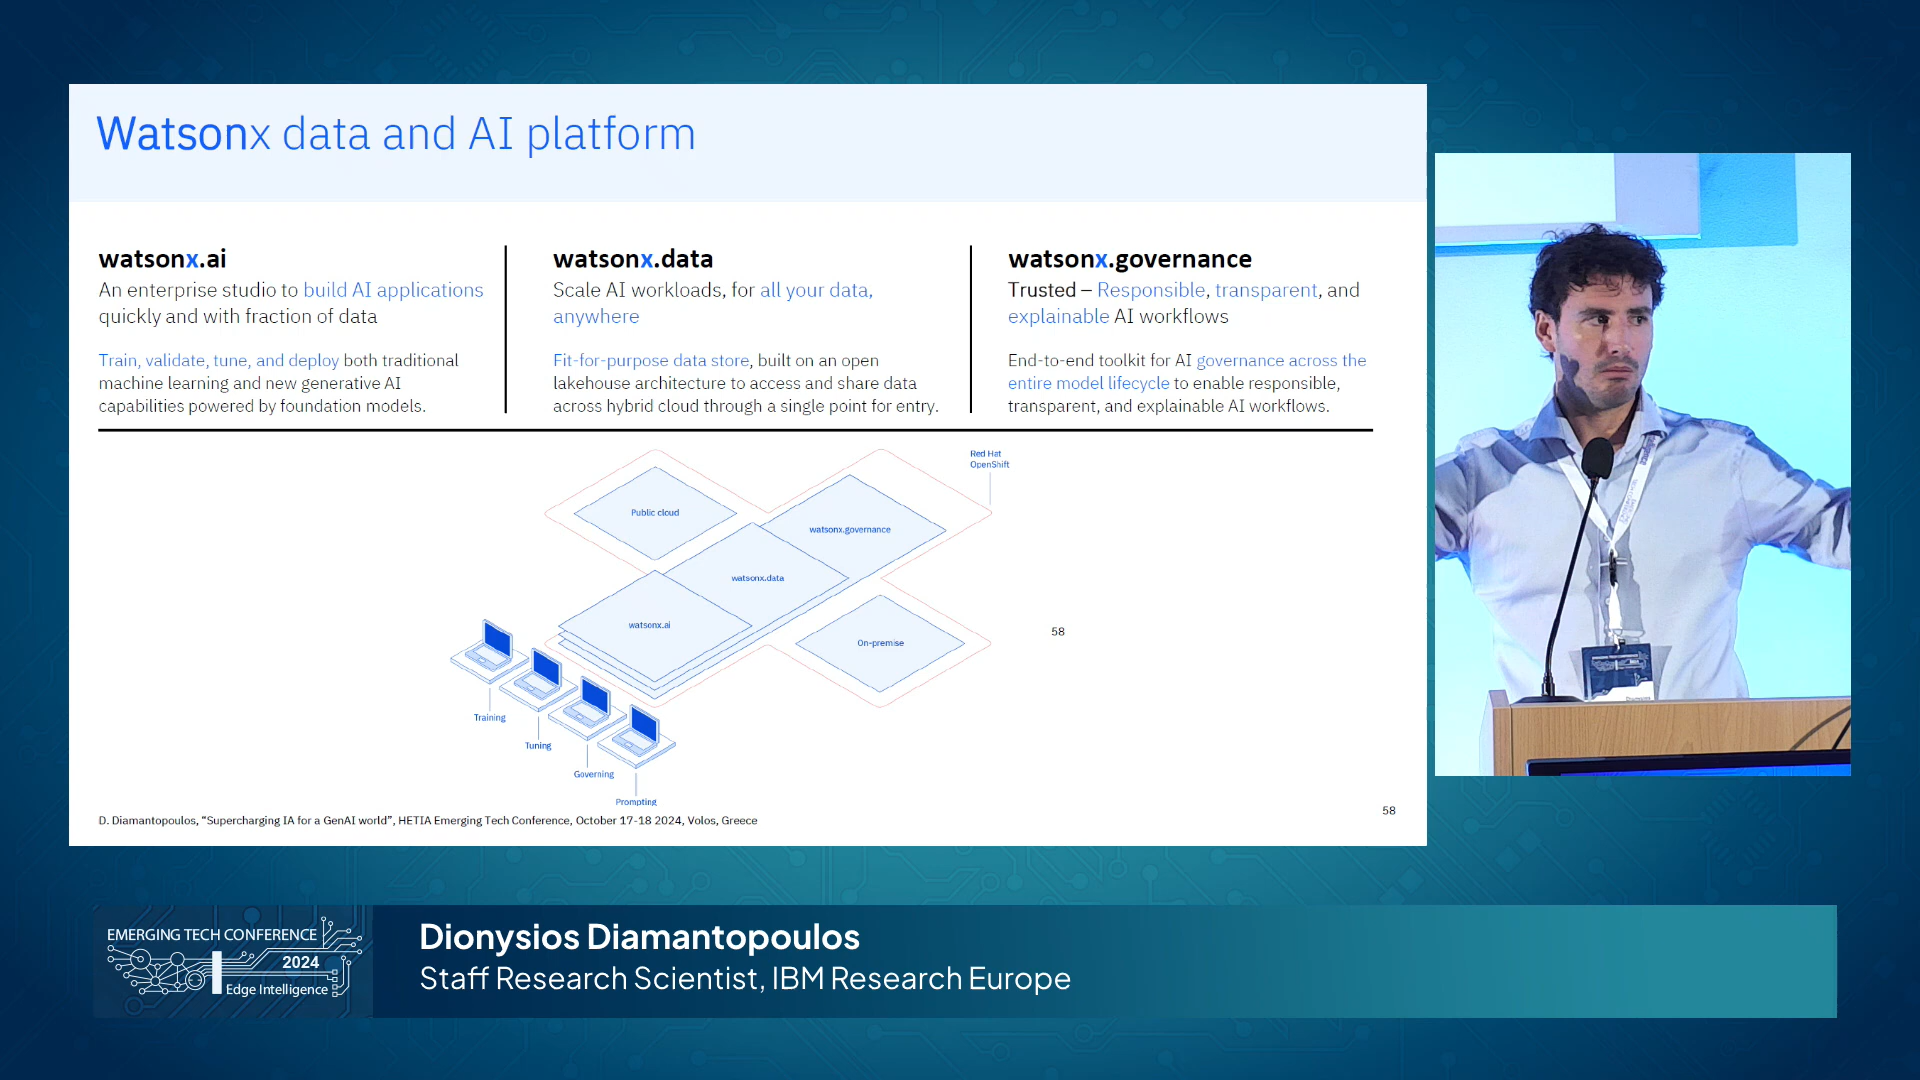 Watsonx data and AI platform
watsonx.ai
An enterprise studio to build AI applications
quickly and with fraction of data
Train, validate, tune, and deploy both traditional
machine learning and new generative AI
capabilities powered by foundation models.
watsonx.data
Scale AI workloads, for all your data,
anywhere
Fit-for-purpose data store, built on an open
lakehouse architecture to access and share data
across hybrid cloud through a single point for entry.
watsonx.governance
Trusted – Responsible, transparent, and
explainable AI workflows
End-to-end toolkit for AI governance across the
entire model lifecycle to enable responsible,
transparent, and explainable AI workflows.
Red Hat
OpenShift
Public cloud
watsonx.governance
watsonx.data
watsonx.ai
On-premise
58
Training
Tuning
Governing
Prompting
D. Diamantopoulos, “Supercharging IA for a GenAI world”, HETIA Emerging Tech Conference, October 17-18 2024, Volos, Greece
58
EMERGING TECH CONFERENCE
2024
Edge Intelligence
Dionysios Diamantopoulos
Staff Research Scientist, IBM Research Europe